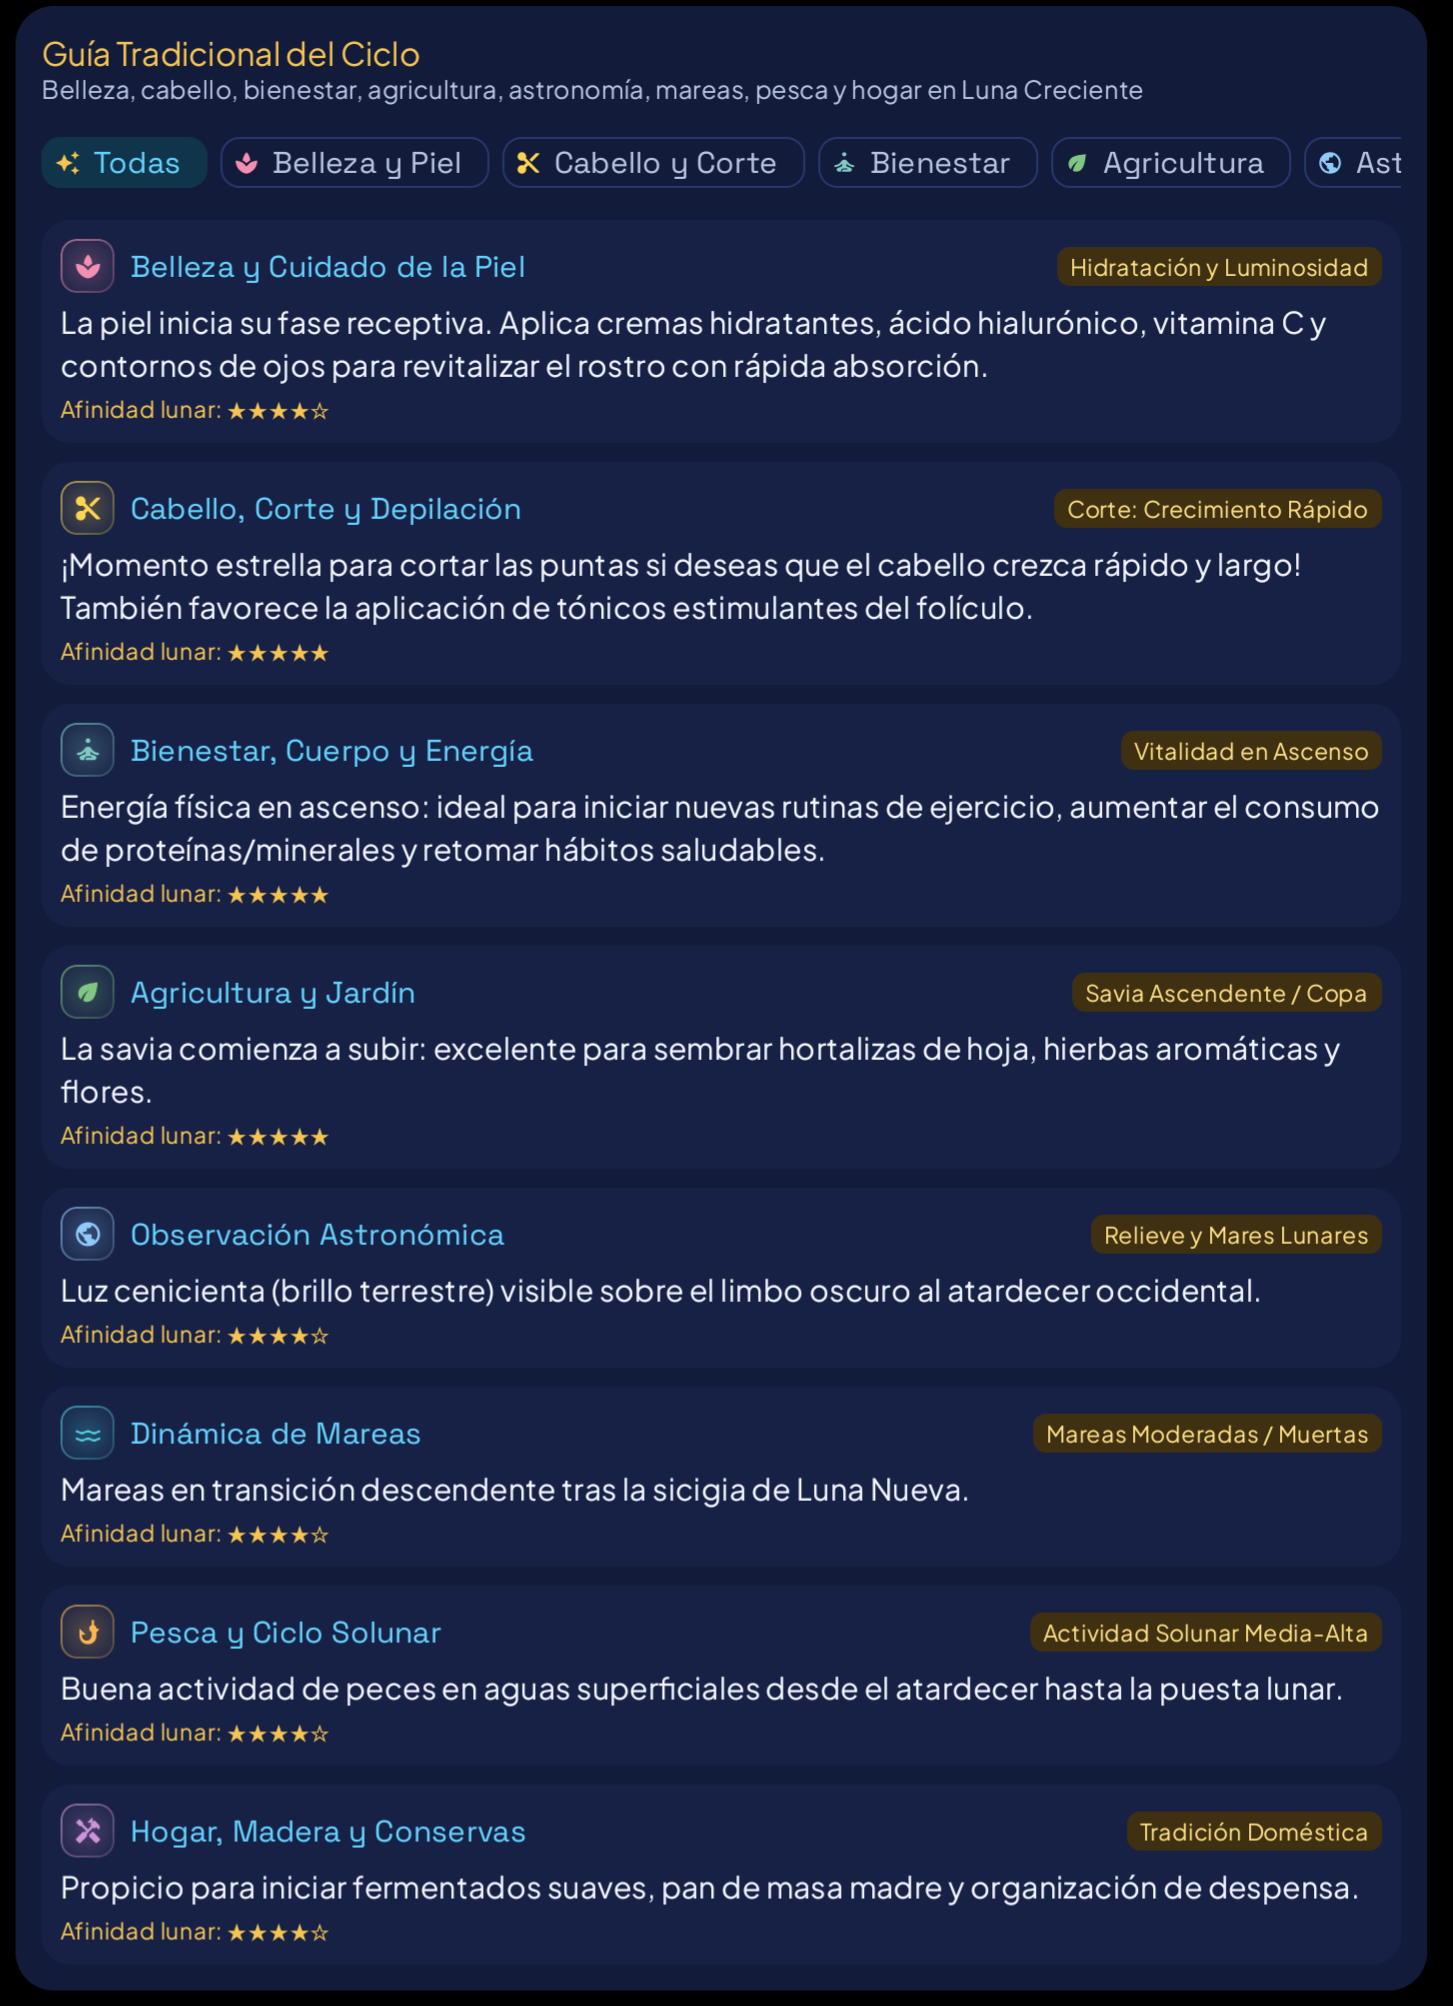 Guía Tradicional del Ciclo
Belleza, cabello, bienestar, agricultura, astronomía, mareas, pesca y hogar en Luna Creciente
Todas Belleza y Piel Cabello y Corte Bienestar Agricultura Ast
Belleza y Cuidado de la Piel Hidratación y Luminosidad
La piel inicia su fase receptiva. Aplica cremas hidratantes, ácido hialurónico, vitamina C y
contornos de ojos para revitalizar el rostro con rápida absorción.
Afinidad lunar: ★★★★☆
Cabello, Corte y Depilación Corte: Crecimiento Rápido
¡Momento estrella para cortar las puntas si deseas que el cabello crezca rápido y largo!
También favorece la aplicación de tónicos estimulantes del folículo.
Afinidad lunar: ★★★★★
Bienestar, Cuerpo y Energía Vitalidad en Ascenso
Energía física en ascenso: ideal para iniciar nuevas rutinas de ejercicio, aumentar el consumo
de proteínas/minerales y retomar hábitos saludables.
Afinidad lunar: ★★★★★
Agricultura y Jardín Savia Ascendente / Copa
La savia comienza a subir: excelente para sembrar hortalizas de hoja, hierbas aromáticas y
flores.
Afinidad lunar: ★★★★★
Observación Astronómica Relieve y Mares Lunares
Luz cenicienta (brillo terrestre) visible sobre el limbo oscuro al atardecer occidental.
Afinidad lunar: ★★★★☆
Dinámica de Mareas Mareas Moderadas / Muertas
Mareas en transición descendente tras la sicigia de Luna Nueva.
Afinidad lunar: ★★★★☆
Pesca y Ciclo Solunar Actividad Solunar Media-Alta
Buena actividad de peces en aguas superficiales desde el atardecer hasta la puesta lunar.
Afinidad lunar: ★★★★☆
Hogar, Madera y Conservas Tradición Doméstica
Propicio para iniciar fermentados suaves, pan de masa madre y organización de despensa.
Afinidad lunar: ★★★★☆